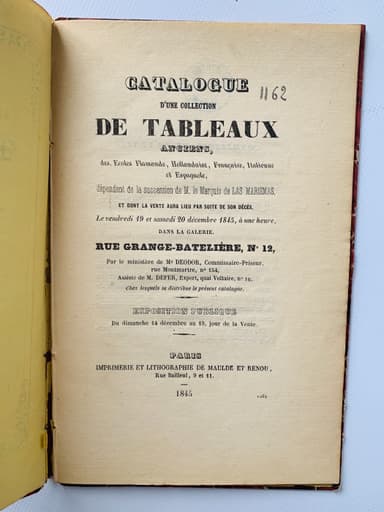 CATALOGUE
1162
D'UNE COLLECTION
DE TABLEAUX
ANCIENS,
des Ecoles Flamande, Hollandaise, Française, Italienne
et Espagnole,
dépendant de la succession de M. le Marquis de LAS MARISMAS,
ET DONT LA VENTE AURA LIEU PAR SUITE DE SON DÉCÈS,
Le vendredi 19 et samedi 20 décembre 1845, à une heure,
DANS LA GALERIE,
RUE GRANGE-BATELIÈRE, N° 12,
Par le ministère de Me DEODOR, Commissaire-Priseur,
rue Montmartre, n° 154,
Assisté de M. DEFER, Expert, quai Voltaire, n°
Chez lesquels se distribue le présent catalogue.
EXPOSITION PUBLIQUE
Du dimanche 14 décembre au 19, jour de la Vente.
PARIS
IMPRIMERIE ET LITHOGRAPHIE DE MAULDE ET RENOU,
Rue Bailleul, 9 et 11.
1845